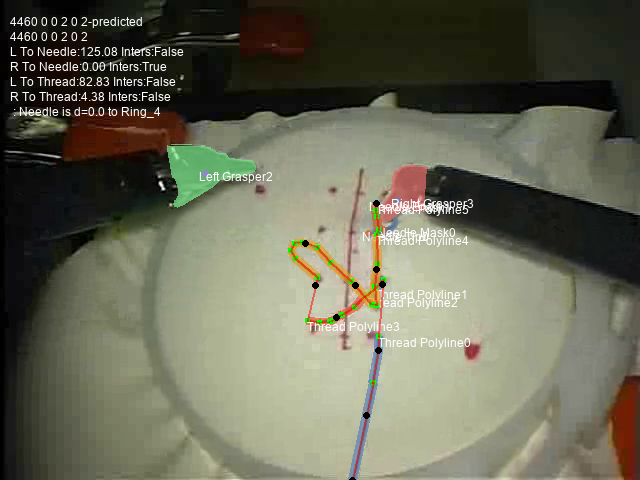 4460 0 0 2 0 2-predicted
4460 0 0 2 0 2
L To Needle:125.08 Inters:False
R To Needle:0.00 Inters:True
L To Thread:82.83 Inters:False
R To Thread:4.38 Inters:False
: Needle is d=0.0 to Ring_4
Left Grasper2
Right Grasper3
Thread Polyline5
Needle Mask0
Thread Polyline4
Thread Polyline1
Polyline2
Thread Polyline3
Thread Polyline0